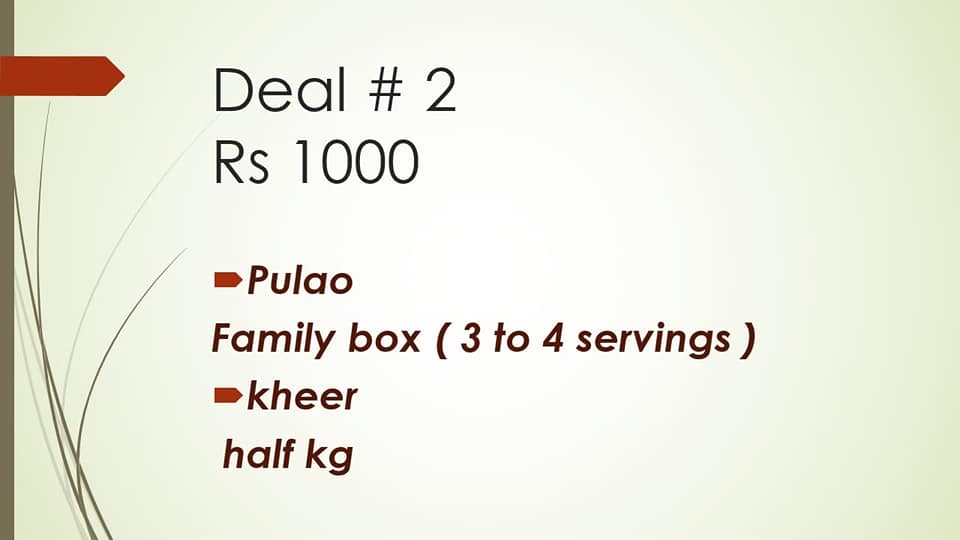 Deal # 2
Rs 1000
Pulao
Family box ( 3 to 4 servings )
kheer
half kg